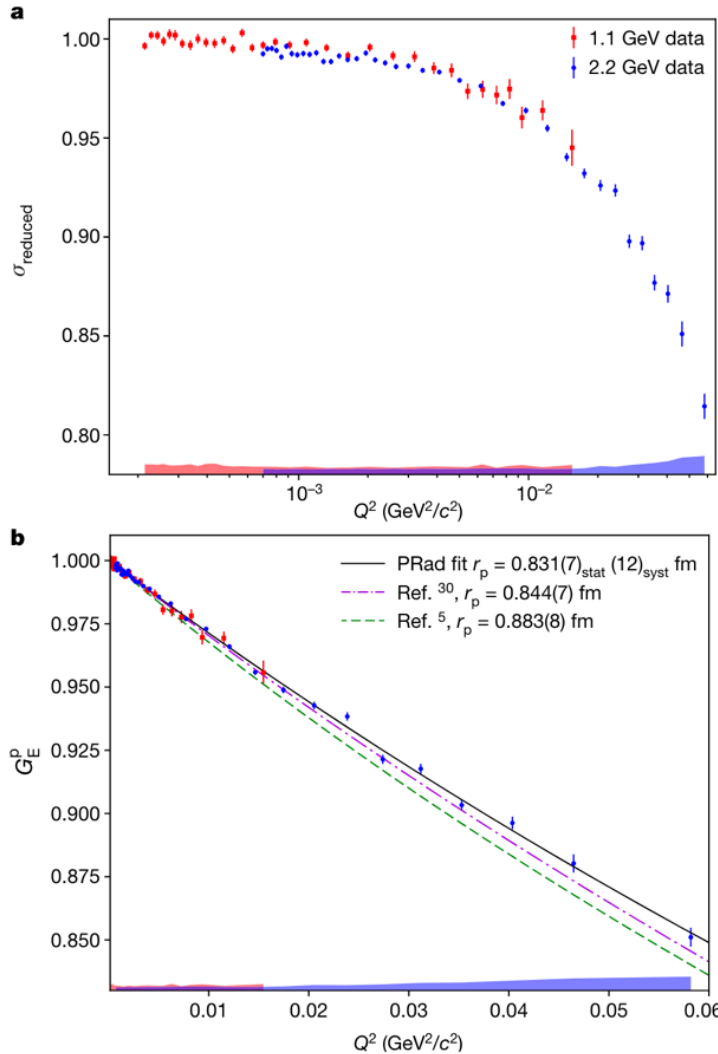 a
1.00
0.95
0.90
0.85
0.80
σreduced
1.1 GeV data
2.2 GeV data
10⁻³
10⁻²
Q² (GeV²/c²)
b
1.000
0.975
0.950
0.925
0.900
0.875
0.850
Gᵖ_E
PRad fit rₚ = 0.831(7)stat (12)syst fm
Ref. ³⁰, rₚ = 0.844(7) fm
Ref. ⁵, rₚ = 0.883(8) fm
0.01
0.02
0.03
0.04
0.05
0.06
Q² (GeV²/c²)